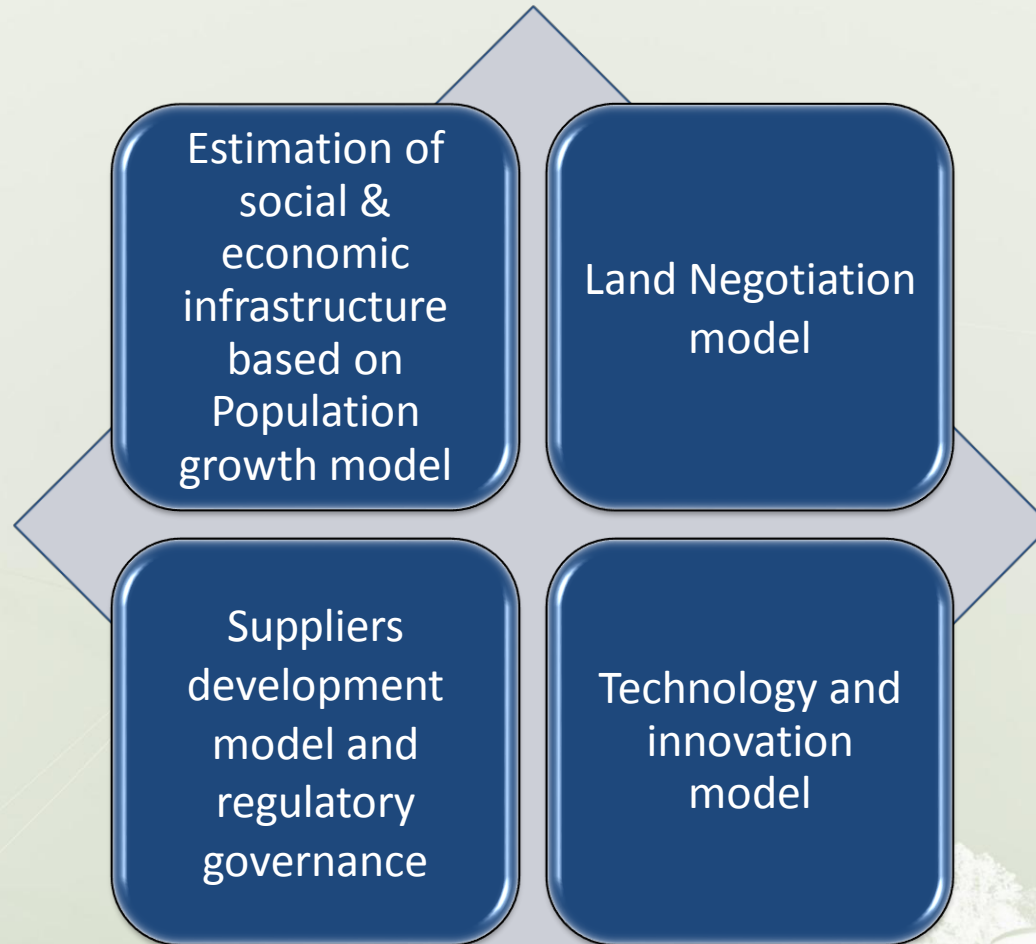 Estimation of
social &
economic
infrastructure
based on
Population
growth model
Land Negotiation
model
Suppliers
development
model and
regulatory
governance
Technology and
innovation
model